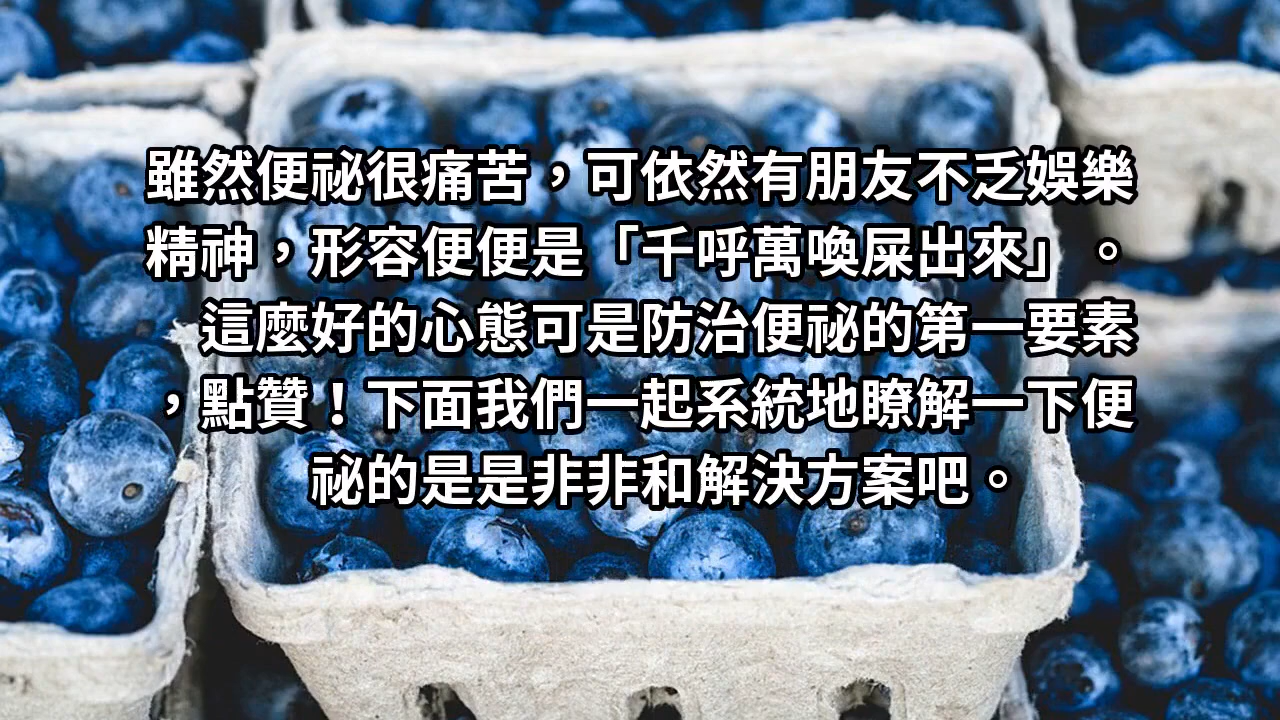 雖然便祕很痛苦，可依然有朋友不乏娛樂
精神，形容便便是「千呼萬喚屎出來」。
這麼好的心態可是防治便祕的第一要素
，點贊！下面我們一起系統地瞭解一下便
祕的是是非非和解決方案吧。